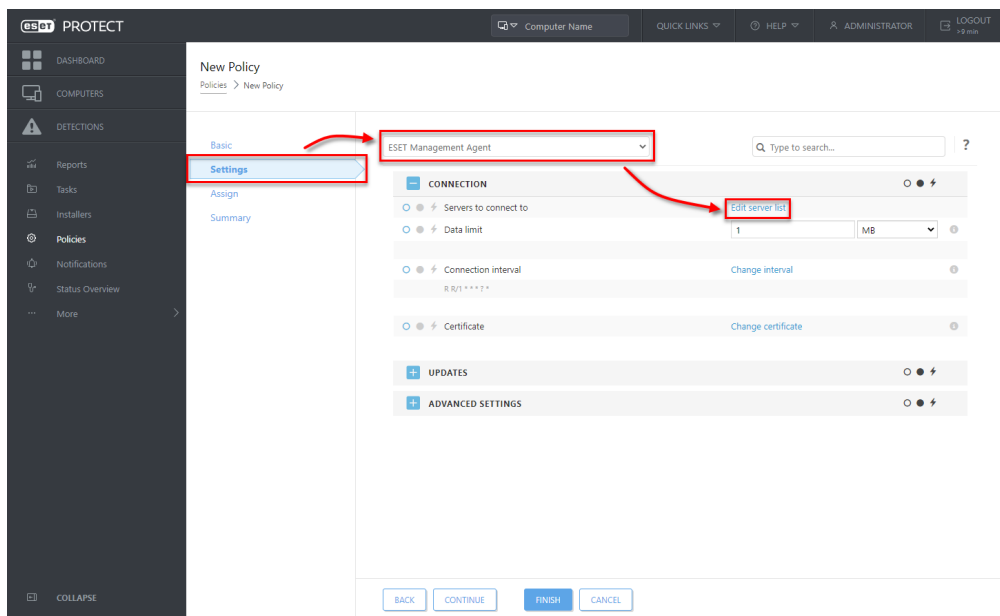 eset PROTECT
Computer Name
QUICK LINKS
HELP
ADMINISTRATOR
LOGOUT
>9 min
DASHBOARD
COMPUTERS
DETECTIONS
Reports
Tasks
Installers
Policies
Notifications
Status Overview
... More
COLLAPSE
New Policy
Policies > New Policy
Basic
Settings
Assign
Summary
ESET Management Agent
Type to search...
?
CONNECTION
Servers to connect to Edit server list
Data limit 1 MB
Connection interval Change interval
R R/1 * * * ? *
Certificate Change certificate
UPDATES
ADVANCED SETTINGS
BACK CONTINUE FINISH CANCEL